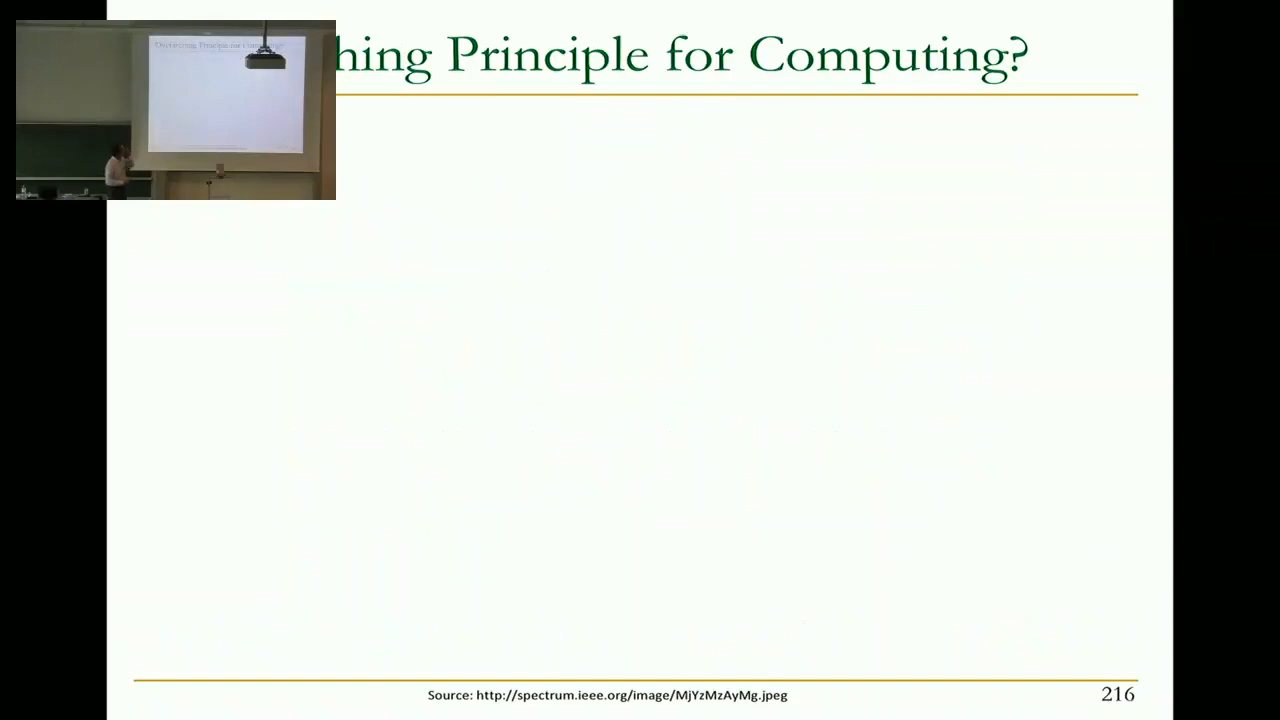 hing Principle for Computing?
Source: http://spectrum.ieee.org/image/MjYzMzAyMg.jpeg
216